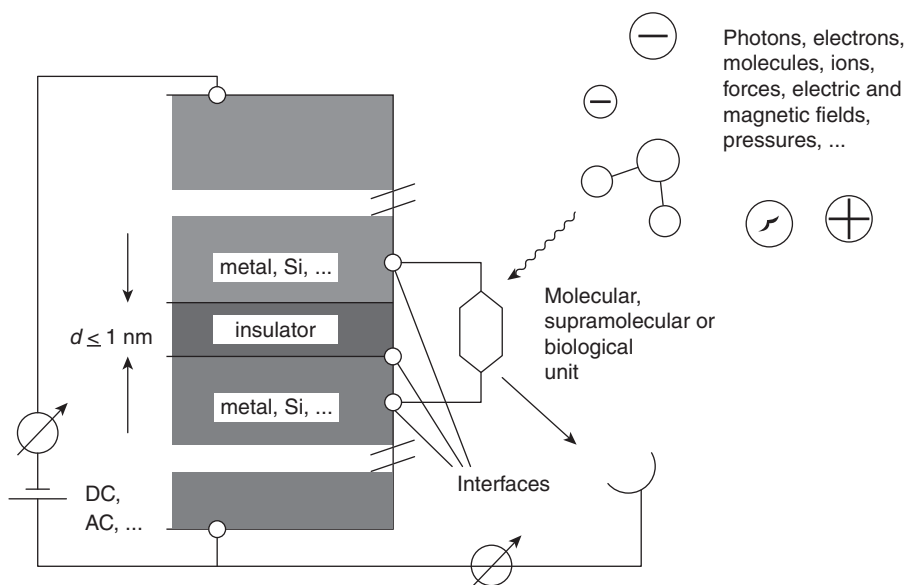 Photons, electrons,
molecules, ions,
forces, electric and
magnetic fields,
pressures, ...
metal, Si, ...
d ≤ 1 nm
insulator
metal, Si, ...
Molecular,
supramolecular or
biological
unit
Interfaces
DC,
AC, ...